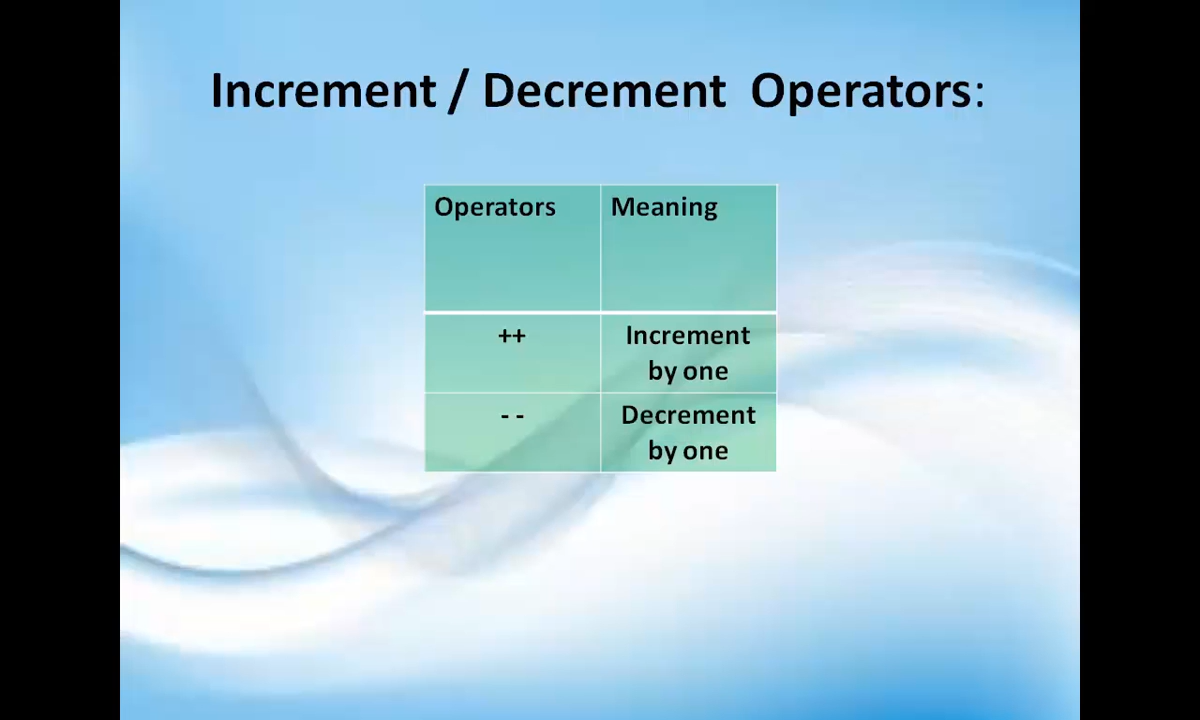 Increment / Decrement  Operators:
Operators Meaning
++ Increment
by one
- - Decrement
by one